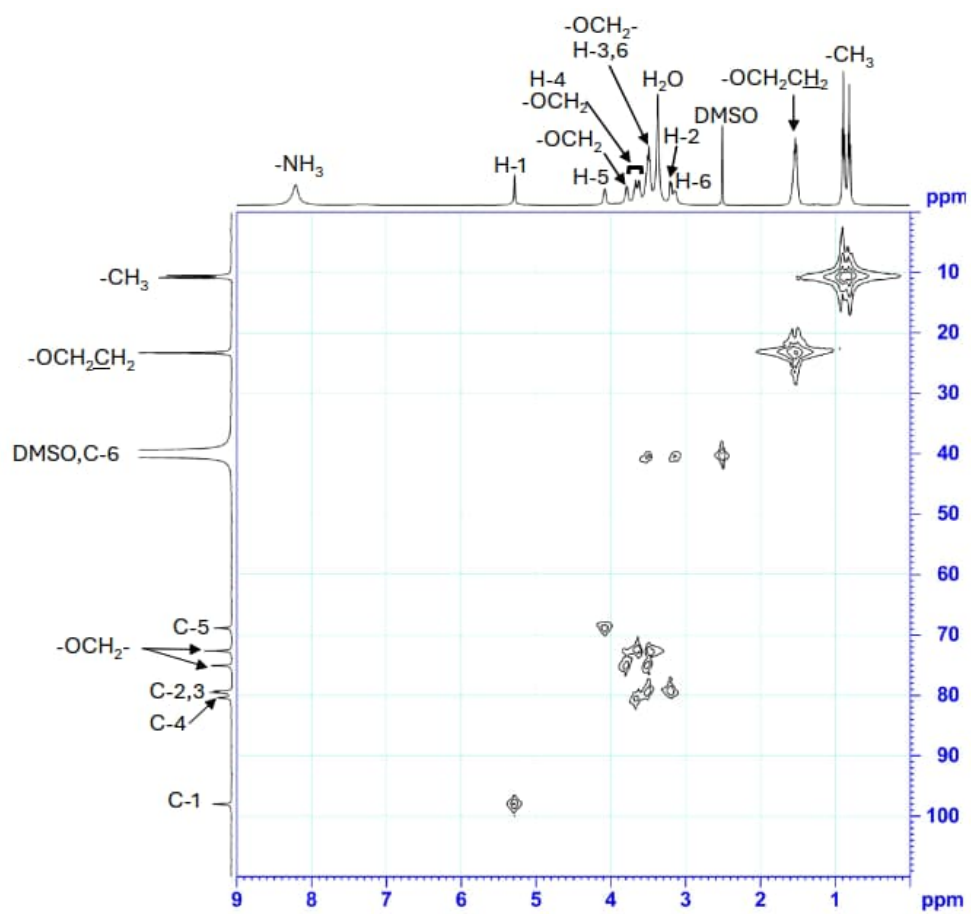 -OCH₂-
H-3,6
-CH₃
H-4
H₂O
-OCH₂CH₂
-OCH₂
DMSO
-OCH₂
H-2
-NH₃
H-1
H-5
H-6
ppm
-CH₃
10
20
-OCH₂CH₂
30
DMSO,C-6
40
50
60
C-5
70
-OCH₂-
C-2,3
80
C-4
90
C-1
100
9 8 7 6 5 4 3 2 1 ppm